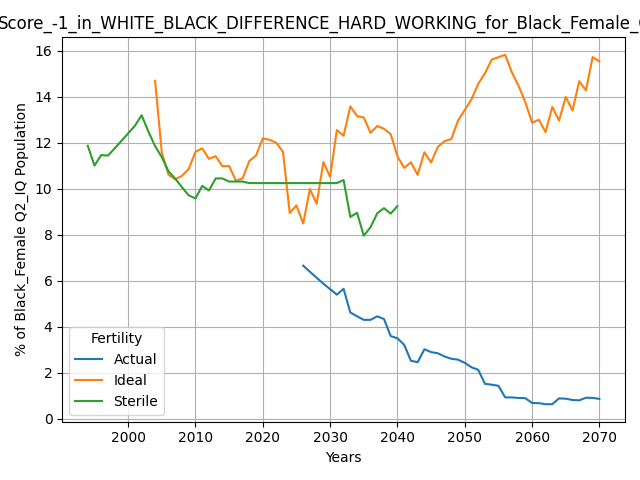 Score_-1_in_WHITE_BLACK_DIFFERENCE_HARD_WORKING_for_Black_Female_
16
14
12
10
8
6
4
2
0
% of Black_Female Q2_IQ Population
Fertility
Actual
Ideal
Sterile
2000 2010 2020 2030 2040 2050 2060 2070
Years